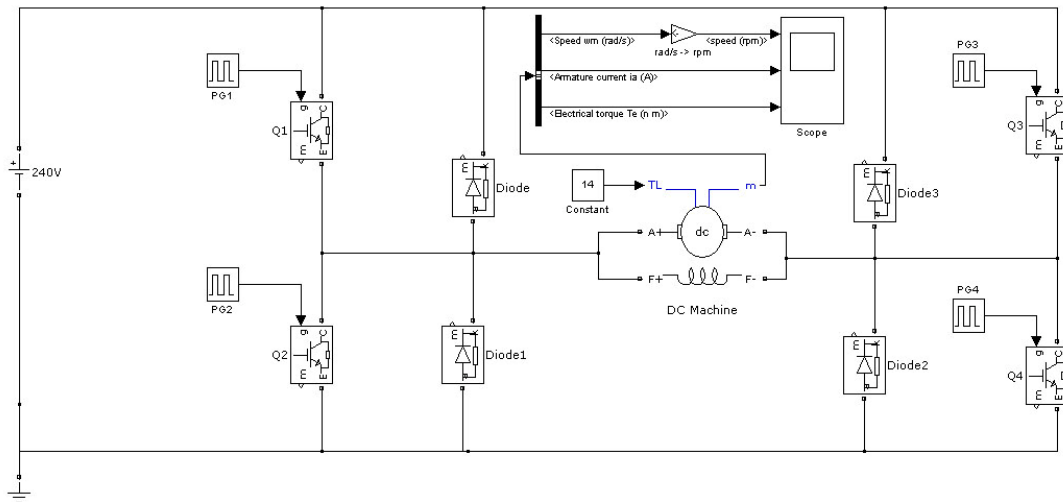 <Speed wm (rad/s)>
<speed (rpm)>
rad/s -> rpm
<Armature current ia (A)>
<Electrical torque Te (n m)>
Scope
PG1
PG3
g
C
Q1
m
E
g
C
Q3
m
E
+
240V
m
Diode
m
Diode3
14
Constant
TL
m
A+
dc
A-
F+
F-
DC Machine
PG2
PG4
g
C
Q2
m
E
m
Diode1
m
Diode2
g
C
Q4
m
E